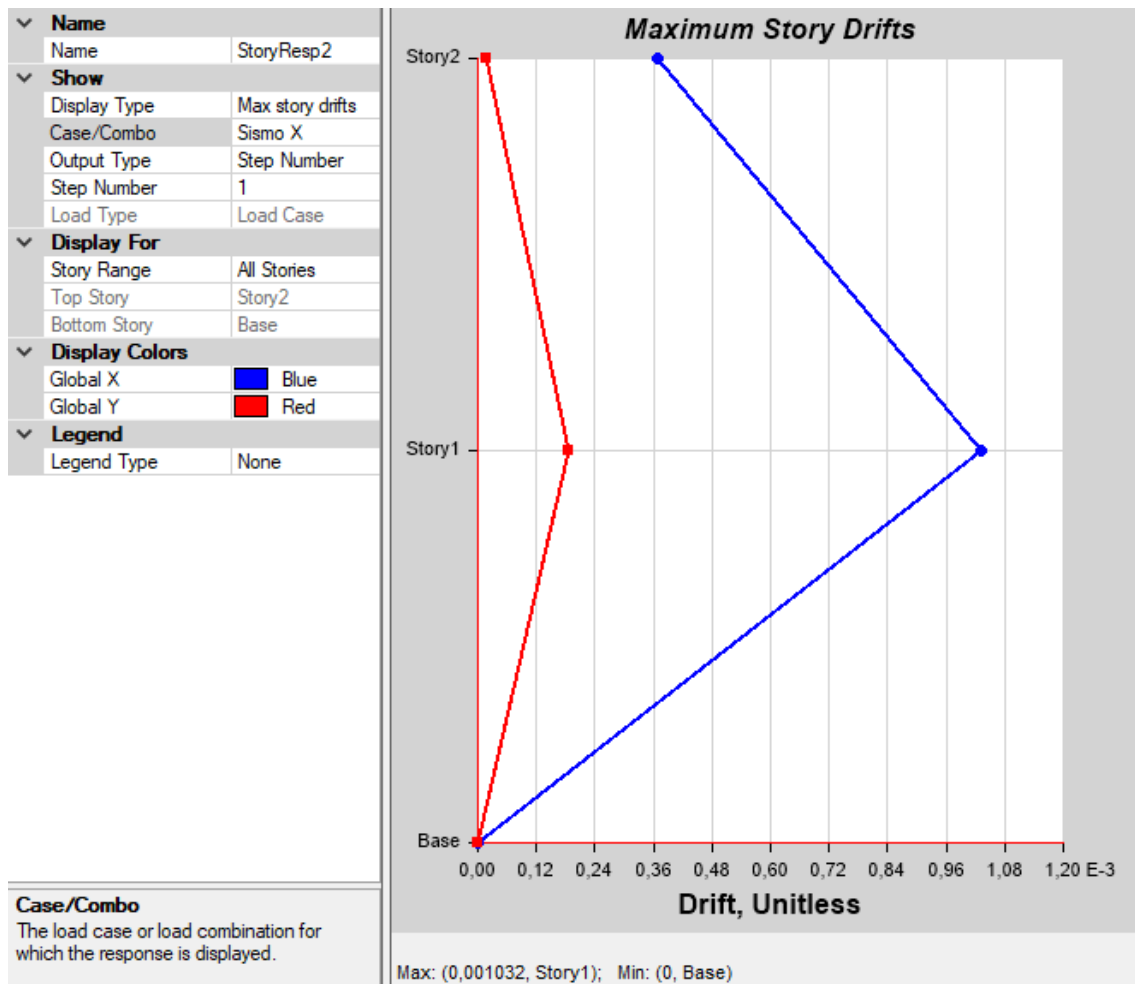 Name
Name StoryResp2
Show
Display Type Max story drifts
Case/Combo Sismo X
Output Type Step Number
Step Number 1
Load Type Load Case
Display For
Story Range All Stories
Top Story Story2
Bottom Story Base
Display Colors
Global X Blue
Global Y Red
Legend
Legend Type None
Case/Combo
The load case or load combination for
which the response is displayed.
Maximum Story Drifts
Story2
Story1
Base
0,00 0,12 0,24 0,36 0,48 0,60 0,72 0,84 0,96 1,08 1,20 E-3
Drift, Unitless
Max: (0,001032, Story1); Min: (0, Base)